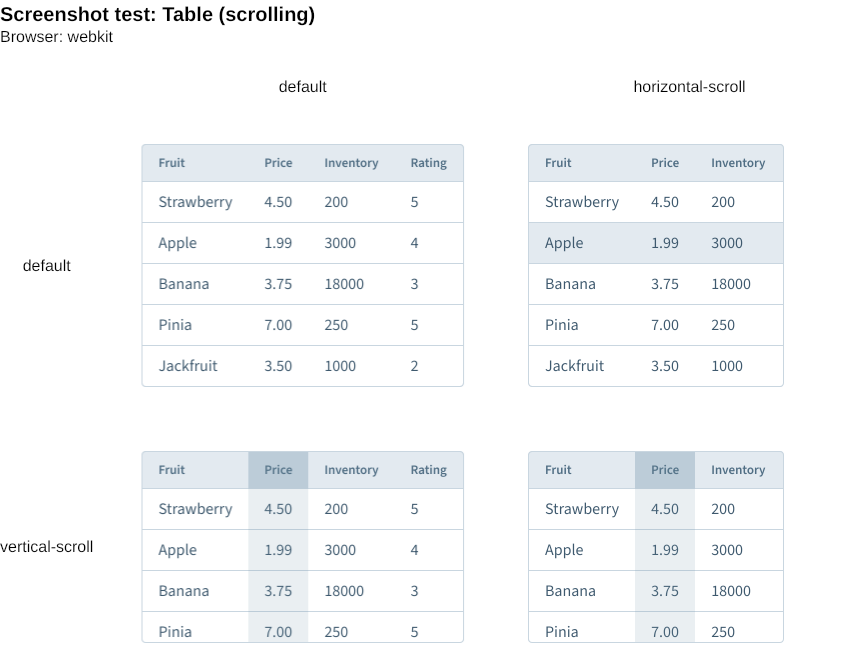 Screenshot test: Table (scrolling)
Browser: webkit
default horizontal-scroll
Fruit Price Inventory Rating Fruit Price Inventory
Strawberry 4.50 200 5 Strawberry 4.50 200
Apple 1.99 3000 4 Apple 1.99 3000
default
Banana 3.75 18000 3 Banana 3.75 18000
Pinia 7.00 250 5 Pinia 7.00 250
Jackfruit 3.50 1000 2 Jackfruit 3.50 1000
Fruit Price Inventory Rating Fruit Price Inventory
Strawberry 4.50 200 5 Strawberry 4.50 200
vertical-scroll
Apple 1.99 3000 4 Apple 1.99 3000
Banana 3.75 18000 3 Banana 3.75 18000
Pinia 7.00 250 5 Pinia 7.00 250